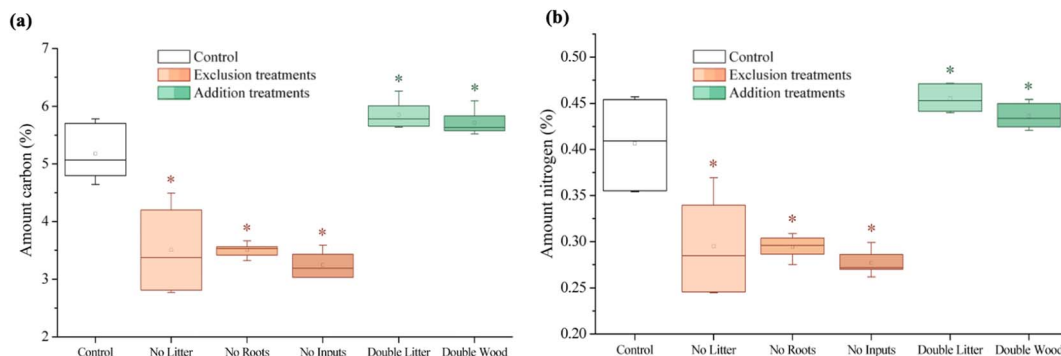 (a)
7
6
5
4
3
2
Amount carbon (%)
Control
Exclusion treatments
Addition treatments
*
*
*
*
*
Control
No Litter
No Roots
No Inputs
Double Litter
Double Wood
(b)
0.50
0.45
0.40
0.35
0.30
0.25
0.20
Amount nitrogen (%)
Control
Exclusion treatments
Addition treatments
*
*
*
*
*
Control
No Litter
No Roots
No Inputs
Double Litter
Double Wood